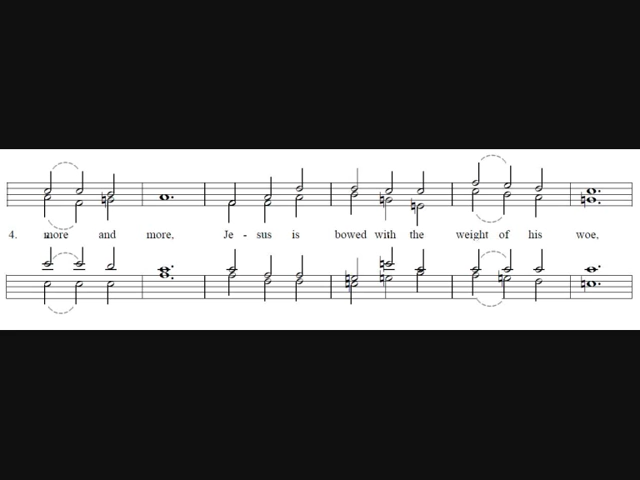 4. more and more, Je - sus is bowed with the weight of his woe,